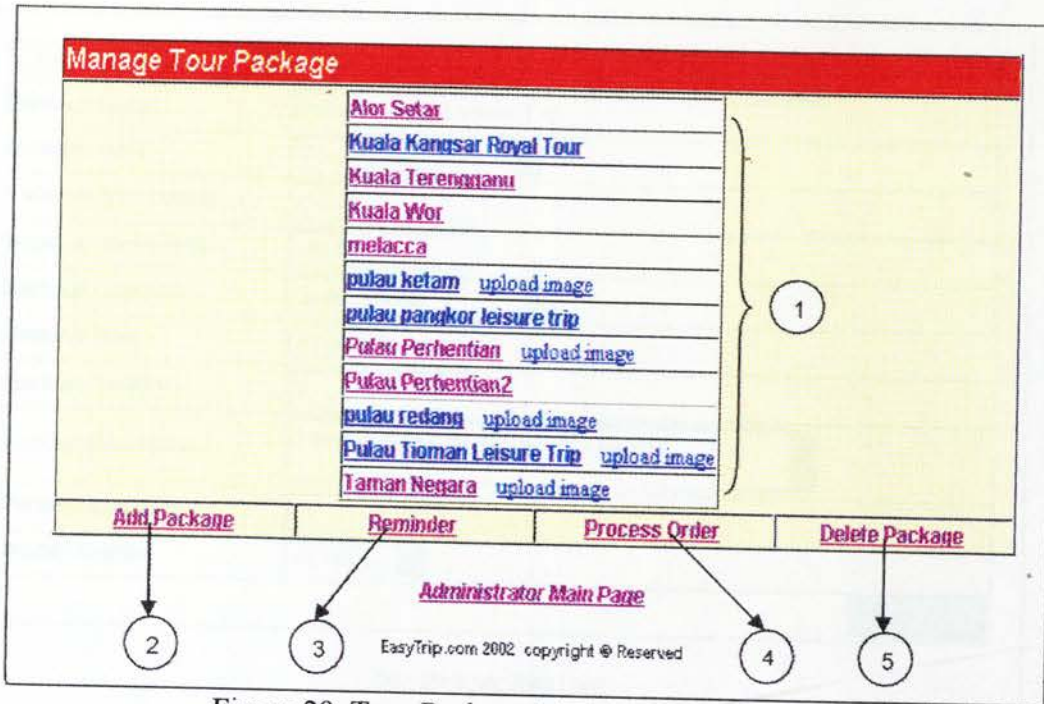 Manage Tour Package
Alor Setar
Kuala Kangsar Royal Tour
Kuala Terengganu
Kuala Wor
melacca
pulau ketam upload image
pulau pangkor leisure trip
Pulau Perhentian upload image
Pulau Perhentian2
pulau redang upload image
Pulau Tioman Leisure Trip upload image
Taman Negara upload image
1
Add Package Reminder Process Order Delete Package
Administrator Main Page
2 3 EasyTrip.com 2002 copyright © Reserved 4 5